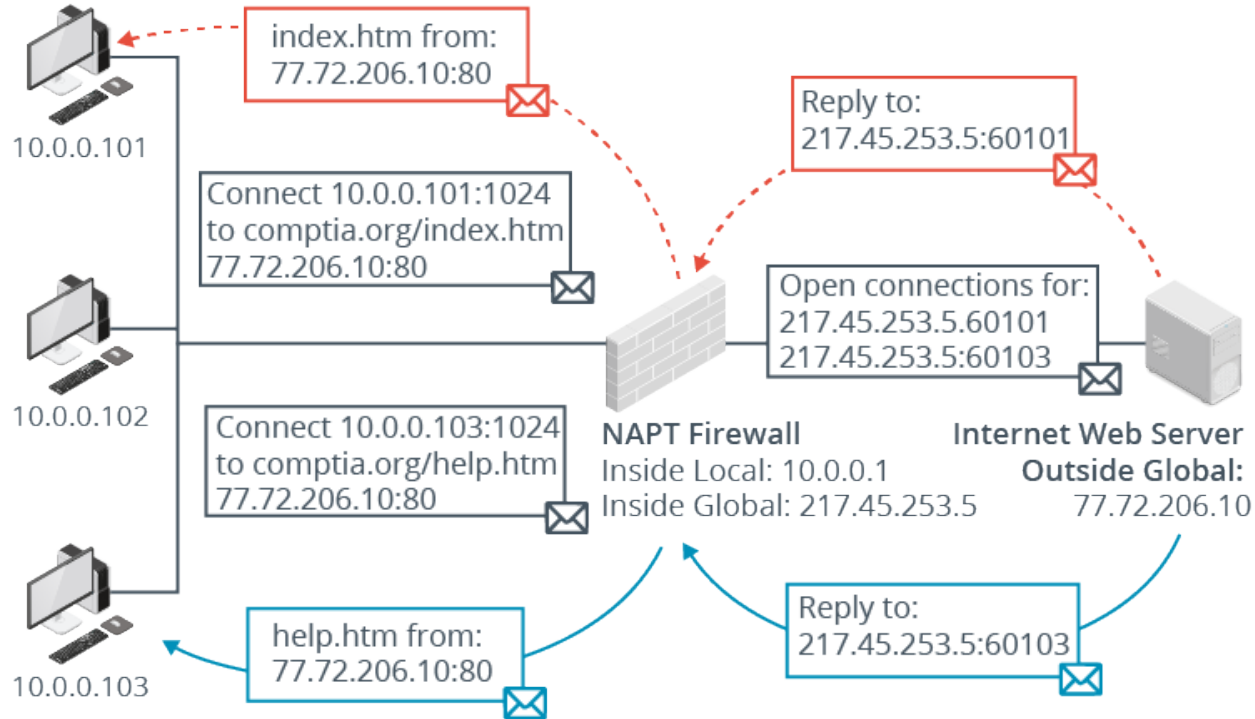 index.htm from:
77.72.206.10:80
Reply to:
217.45.253.5:60101
10.0.0.101
Connect 10.0.0.101:1024
to comptia.org/index.htm
77.72.206.10:80
Open connections for:
217.45.253.5.60101
217.45.253.5:60103
10.0.0.102
Connect 10.0.0.103:1024
to comptia.org/help.htm
77.72.206.10:80
NAPT Firewall
Inside Local: 10.0.0.1
Inside Global: 217.45.253.5
Internet Web Server
Outside Global:
77.72.206.10
help.htm from:
77.72.206.10:80
Reply to:
217.45.253.5:60103
10.0.0.103